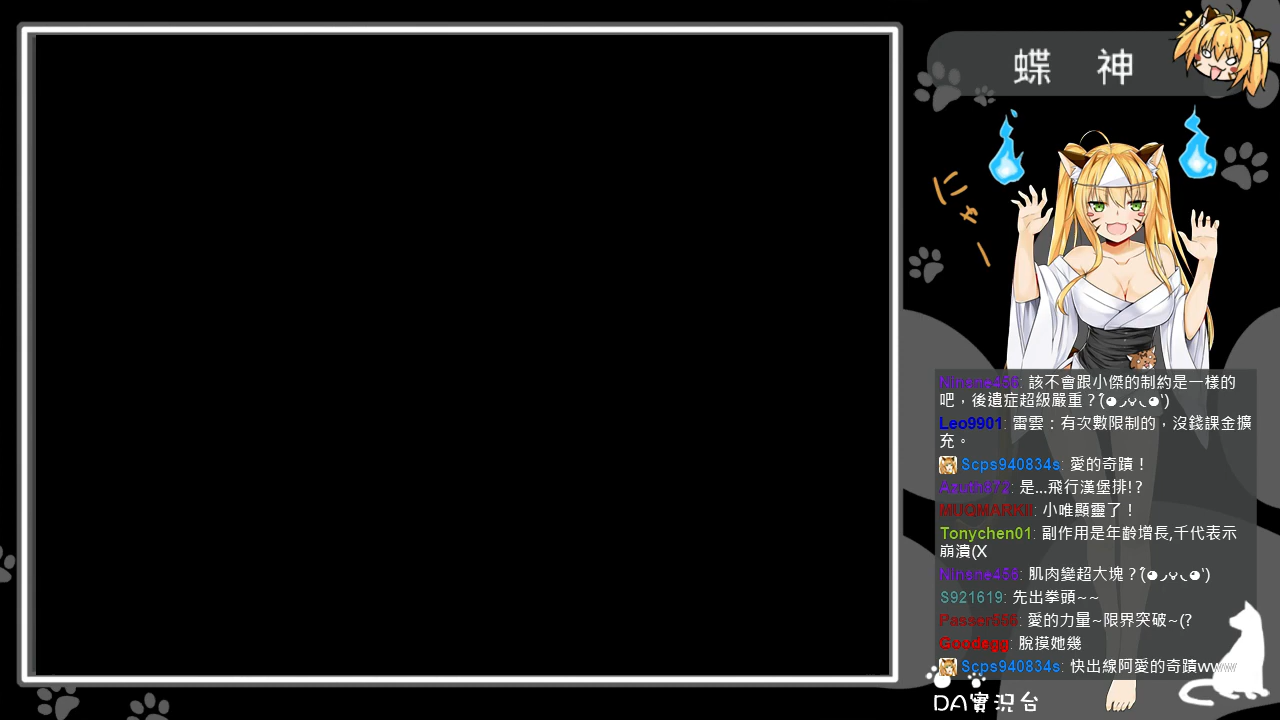 蝶 神
にゃー
Ninene456: 該不會跟小傑的制約是一樣的
吧，後遺症超級嚴重？(̂•◕◞౪◟◕‵)
Leo9901: 雷雲：有次數限制的，沒錢課金擴
充。
Scps940834s: 愛的奇蹟！
是...飛行漢堡排!？
MUQMARKII: 小唯顯靈了！
Tonychen01: 副作用是年齡增長,千代表示
崩潰(X
Ninene456: 肌肉變超大塊？(̂•◕◞౪◟◕‵)
S921619: 先出拳頭~~
愛的力量~限界突破~(?
Goodegg: 脫摸她幾
Scps940834s: 快出線阿愛的奇蹟wwww
DA實況台